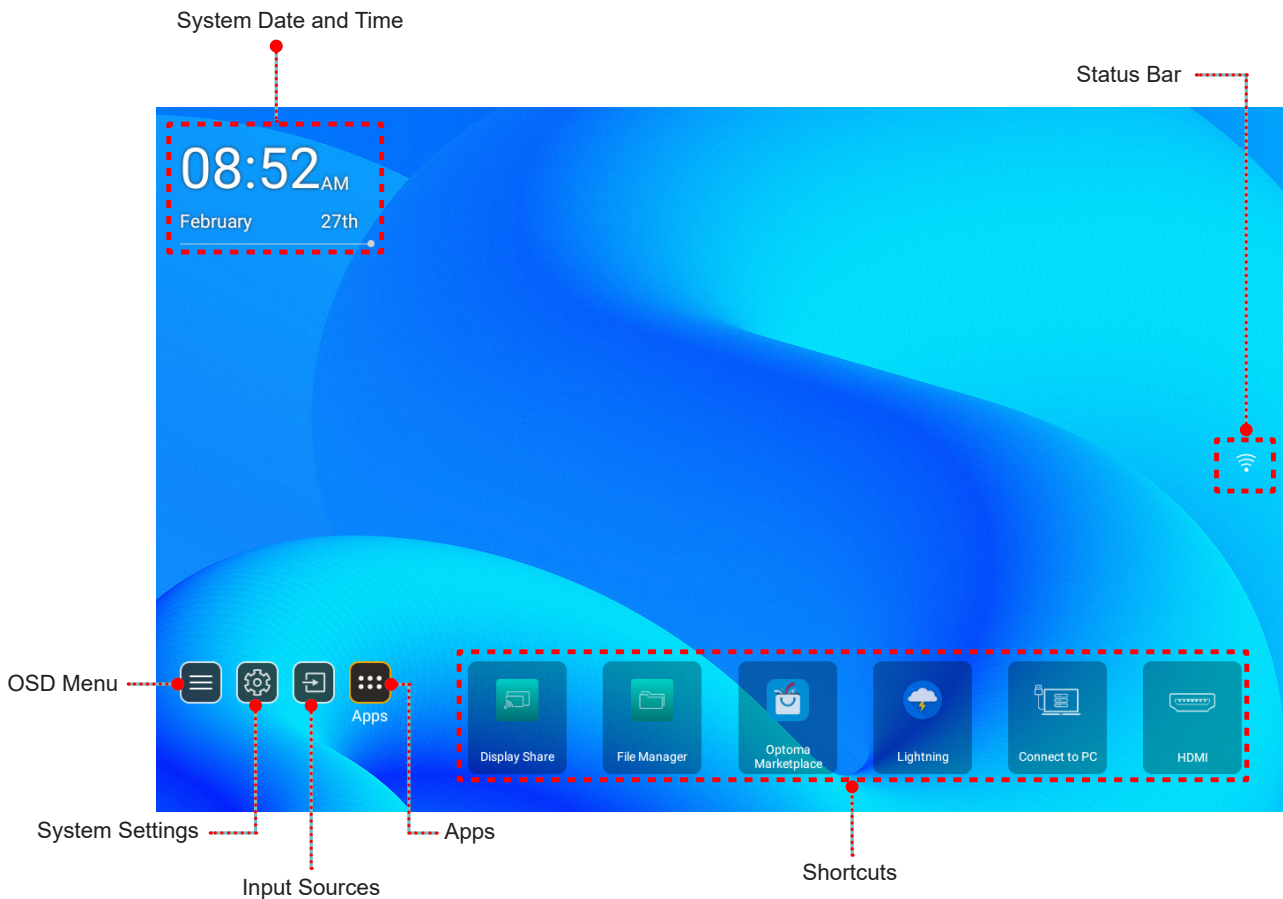 System Date and Time
Status Bar
08:52AM
February 27th
OSD Menu
Apps
Display Share
File Manager
Optoma
Marketplace
Lightning
Connect to PC
HDMI
System Settings
Apps
Input Sources
Shortcuts